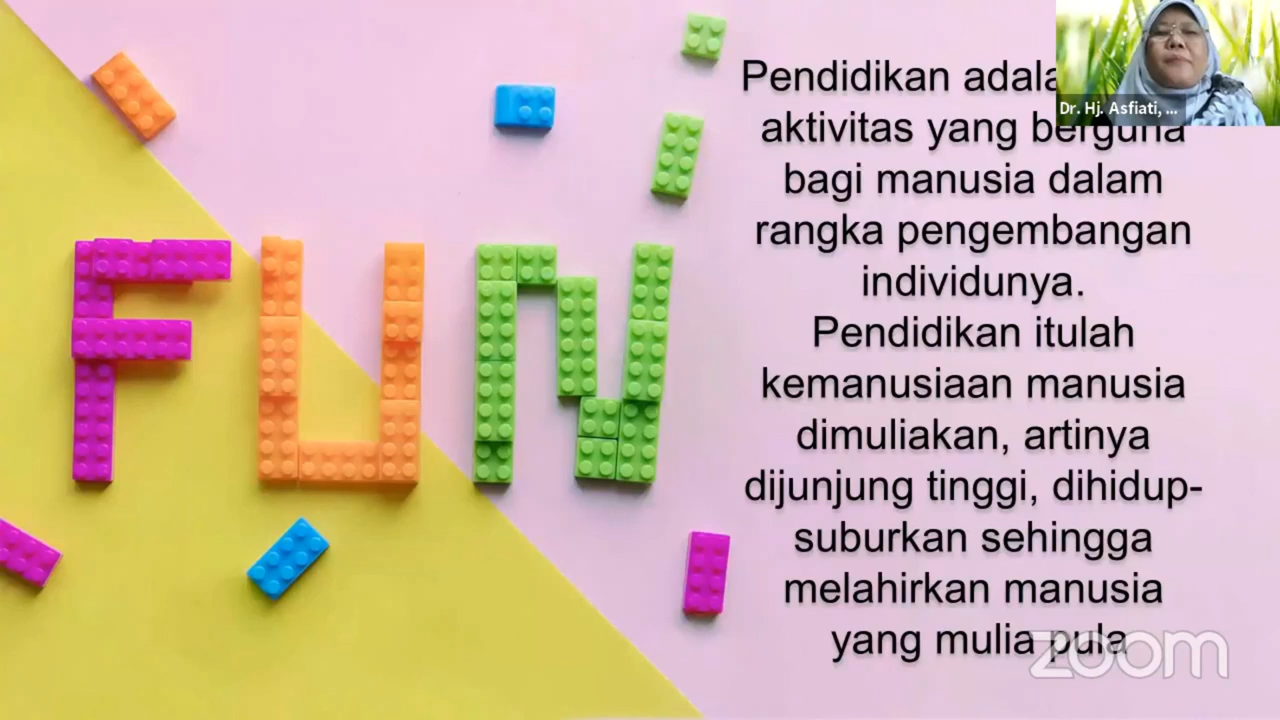 FUN
Pendidikan adala
aktivitas yang berguna
bagi manusia dalam
rangka pengembangan
individunya.
Pendidikan itulah
kemanusiaan manusia
dimuliakan, artinya
dijunjung tinggi, dihidup-
suburkan sehingga
melahirkan manusia
yang mulia pula
Dr. Hj. Asfiati, ...
zoom